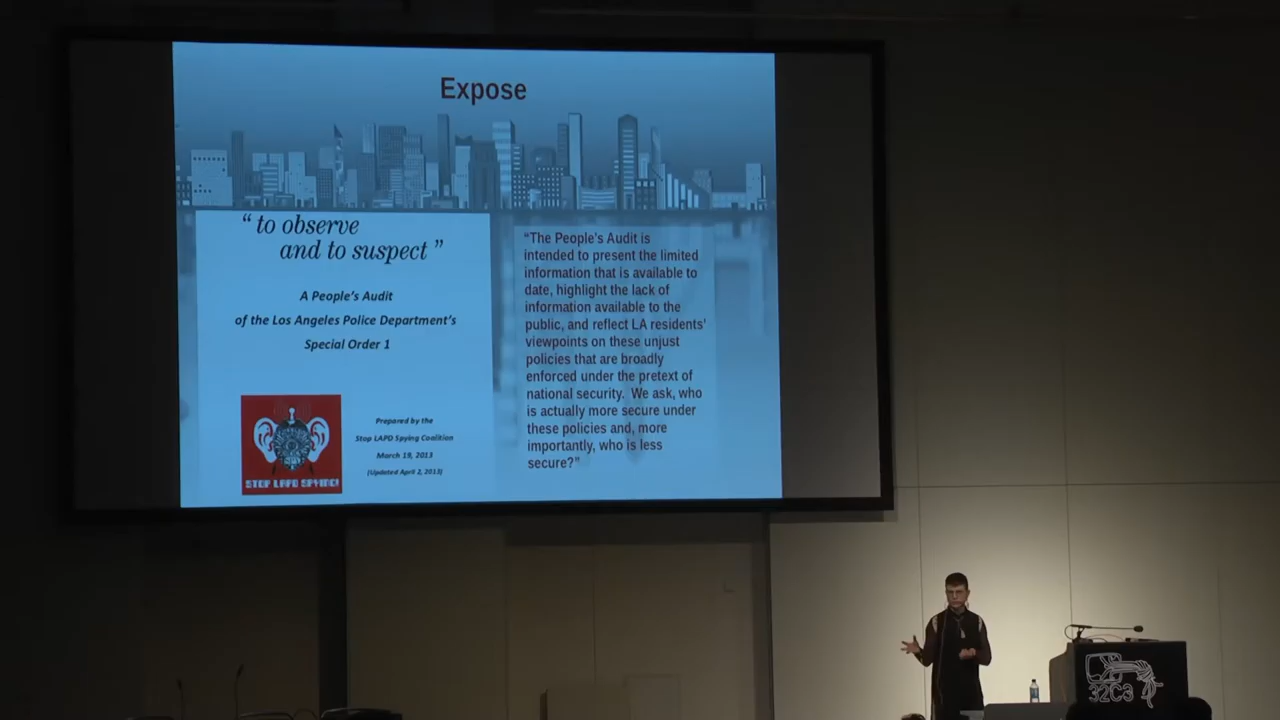 Expose
“ to observe
and to suspect ”
A People's Audit
of the Los Angeles Police Department's
Special Order 1
Prepared by the
Stop LAPD Spying Coalition
March 19, 2013
(Updated April 2, 2013)
STOP LAPD SPYING!
“The People's Audit is
intended to present the limited
information that is available to
date, highlight the lack of
information available to the
public, and reflect LA residents'
viewpoints on these unjust
policies that are broadly
enforced under the pretext of
national security. We ask, who
is actually more secure under
these policies and, more
importantly, who is less
secure?”
32C3